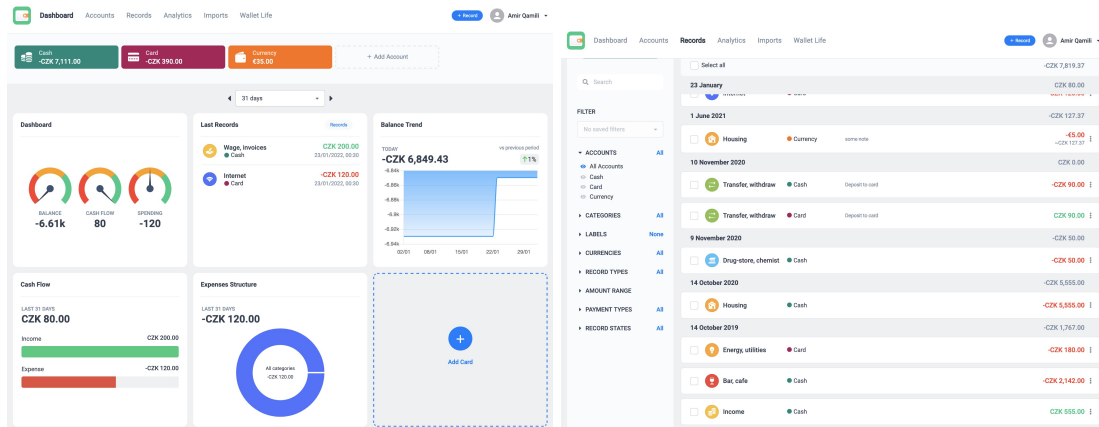 Dashboard Accounts Records Analytics Imports Wallet Life
+ Record Amir Qamili
Cash
-CZK 7,111.00
Card
-CZK 390.00
Currency
€35.00
+ Add Account
31 days
Dashboard
BALANCE CASH FLOW SPENDING
-6.61k 80 -120
Last Records Records
Wage, invoices CZK 200.00
Cash 23/01/2022, 00:30
Internet -CZK 120.00
Card 23/01/2022, 00:30
Balance Trend
TODAY vs previous period
-CZK 6,849.43 1%
-6.84k
-6.86k
-6.88k
-6.9k
-6.92k
-6.94k
02/01 08/01 15/01 22/01 29/01
Cash Flow
LAST 31 DAYS
CZK 80.00
Income CZK 200.00
Expense -CZK 120.00
Expenses Structure
LAST 31 DAYS
-CZK 120.00
All categories
-CZK 120.00
+
Add Card
Dashboard Accounts Records Analytics Imports Wallet Life
+ Record Amir Qamili
Search
FILTER
No saved filters
ACCOUNTS All
All Accounts
Cash
Card
Currency
CATEGORIES All
LABELS None
CURRENCIES All
RECORD TYPES All
AMOUNT RANGE
PAYMENT TYPES All
RECORD STATES All
Select all -CZK 7,819.37
23 January CZK 80.00
1 June 2021 -CZK 127.37
Housing Currency some note -€5.00
≈CZK 127.37
10 November 2020 CZK 0.00
Transfer, withdraw Cash Deposit to card -CZK 90.00
Transfer, withdraw Card Deposit to card CZK 90.00
9 November 2020 -CZK 50.00
Drug-store, chemist Cash -CZK 50.00
14 October 2020 -CZK 5,555.00
Housing Cash -CZK 5,555.00
14 October 2019 -CZK 1,767.00
Energy, utilities Card -CZK 180.00
Bar, cafe Cash -CZK 2,142.00
Income Cash CZK 555.00